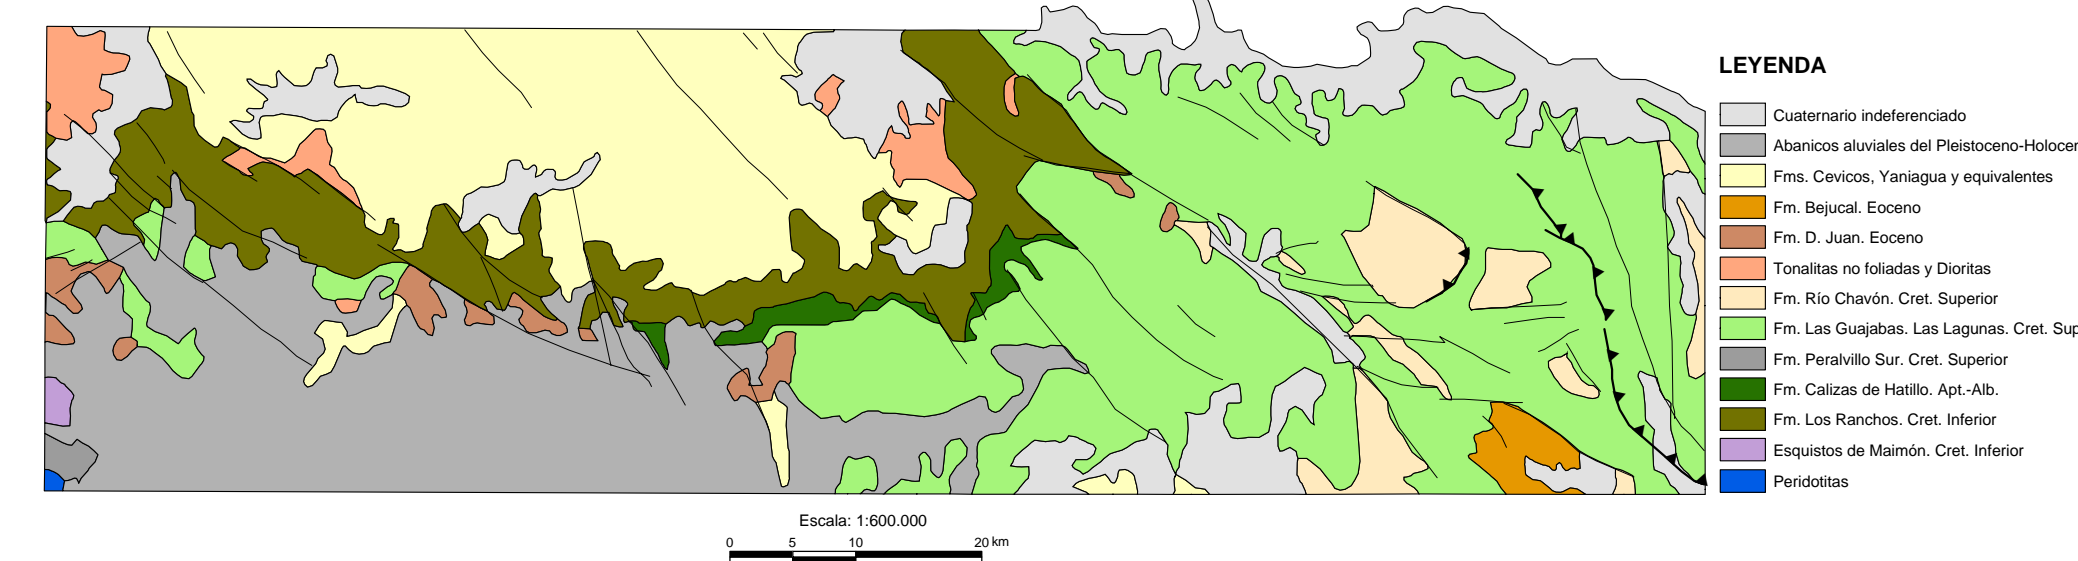 LEYENDA
Cuaternario indeferenciado
Abanicos aluviales del Pleistoceno-Holocer
Fms. Cevicos, Yaniagua y equivalentes
Fm. Bejucal. Eoceno
Fm. D. Juan. Eoceno
Tonalitas no foliadas y Dioritas
Fm. Río Chavón. Cret. Superior
Fm. Las Guajabas. Las Lagunas. Cret. Sup
Fm. Peralvillo Sur. Cret. Superior
Fm. Calizas de Hatillo. Apt.-Alb.
Fm. Los Ranchos. Cret. Inferior
Esquistos de Maimón. Cret. Inferior
Peridotitas
Escala: 1:600.000
0 5 10 20 km